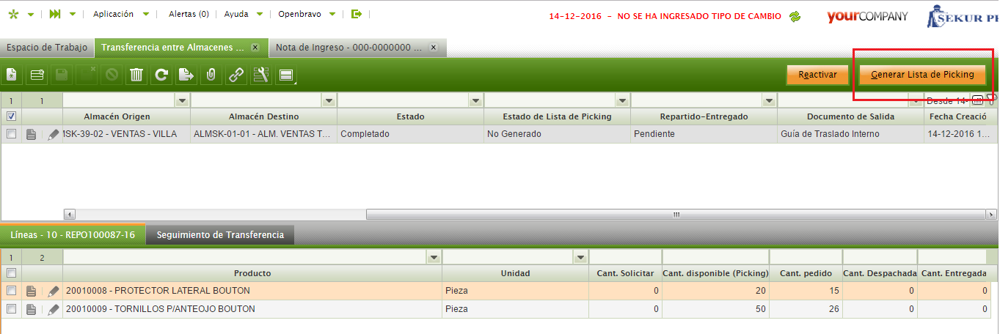 Aplicación Alertas (0) Ayuda Openbravo 14-12-2016 - NO SE HA INGRESADO TIPO DE CAMBIO yourCOMPANY SEKUR PE
Espacio de Trabajo Transferencia entre Almacenes ... Nota de Ingreso - 000-0000000 ...
Reactivar Generar Lista de Picking
1 1 Desde 14-
Almacén Origen Almacén Destino Estado Estado de Lista de Picking Repartido-Entregado Documento de Salida Fecha Creació
MSK-39-02 - VENTAS - VILLA ALMSK-01-01 - ALM. VENTAS T... Completado No Generado Pendiente Guía de Traslado Interno 14-12-2016 1...
Líneas - 10 - REPO100087-16 Seguimiento de Transferencia
1 2
Producto Unidad Cant. Solicitar Cant. disponible (Picking) Cant. pedido Cant. Despachada Cant. Entregada
20010008 - PROTECTOR LATERAL BOUTON Pieza 0 20 15 0 0
20010009 - TORNILLOS P/ANTEOJO BOUTON Pieza 0 50 26 0 0